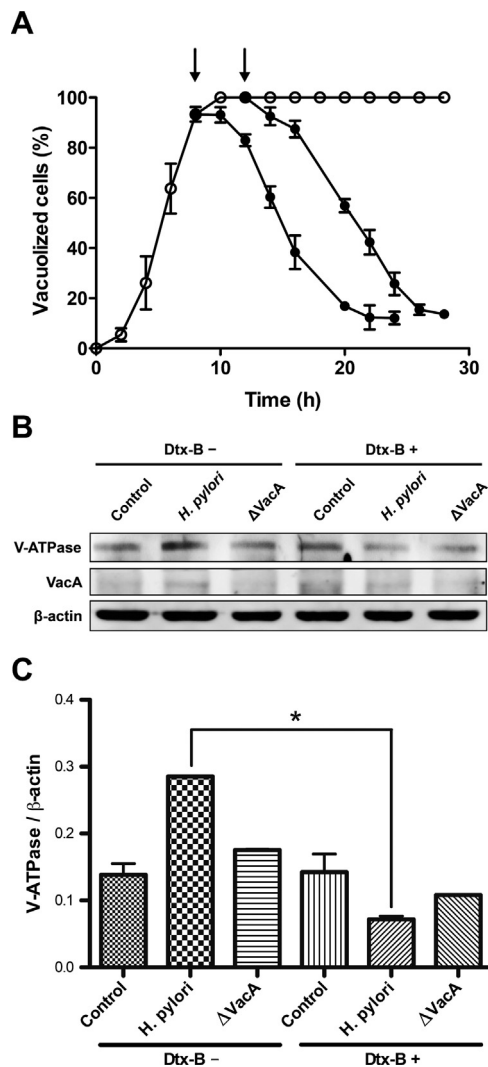 A
Vacuolized cells (%)
100
80
60
40
20
0
0 10 20 30
Time (h)
B
Dtx-B − Dtx-B +
Control H. pylori ΔVacA Control H. pylori ΔVacA
V-ATPase
VacA
β-actin
C
V-ATPase / β-actin
0.4
0.3
0.2
0.1
0.0
*
Control H. pylori ΔVacA Control H. pylori ΔVacA
Dtx-B − Dtx-B +